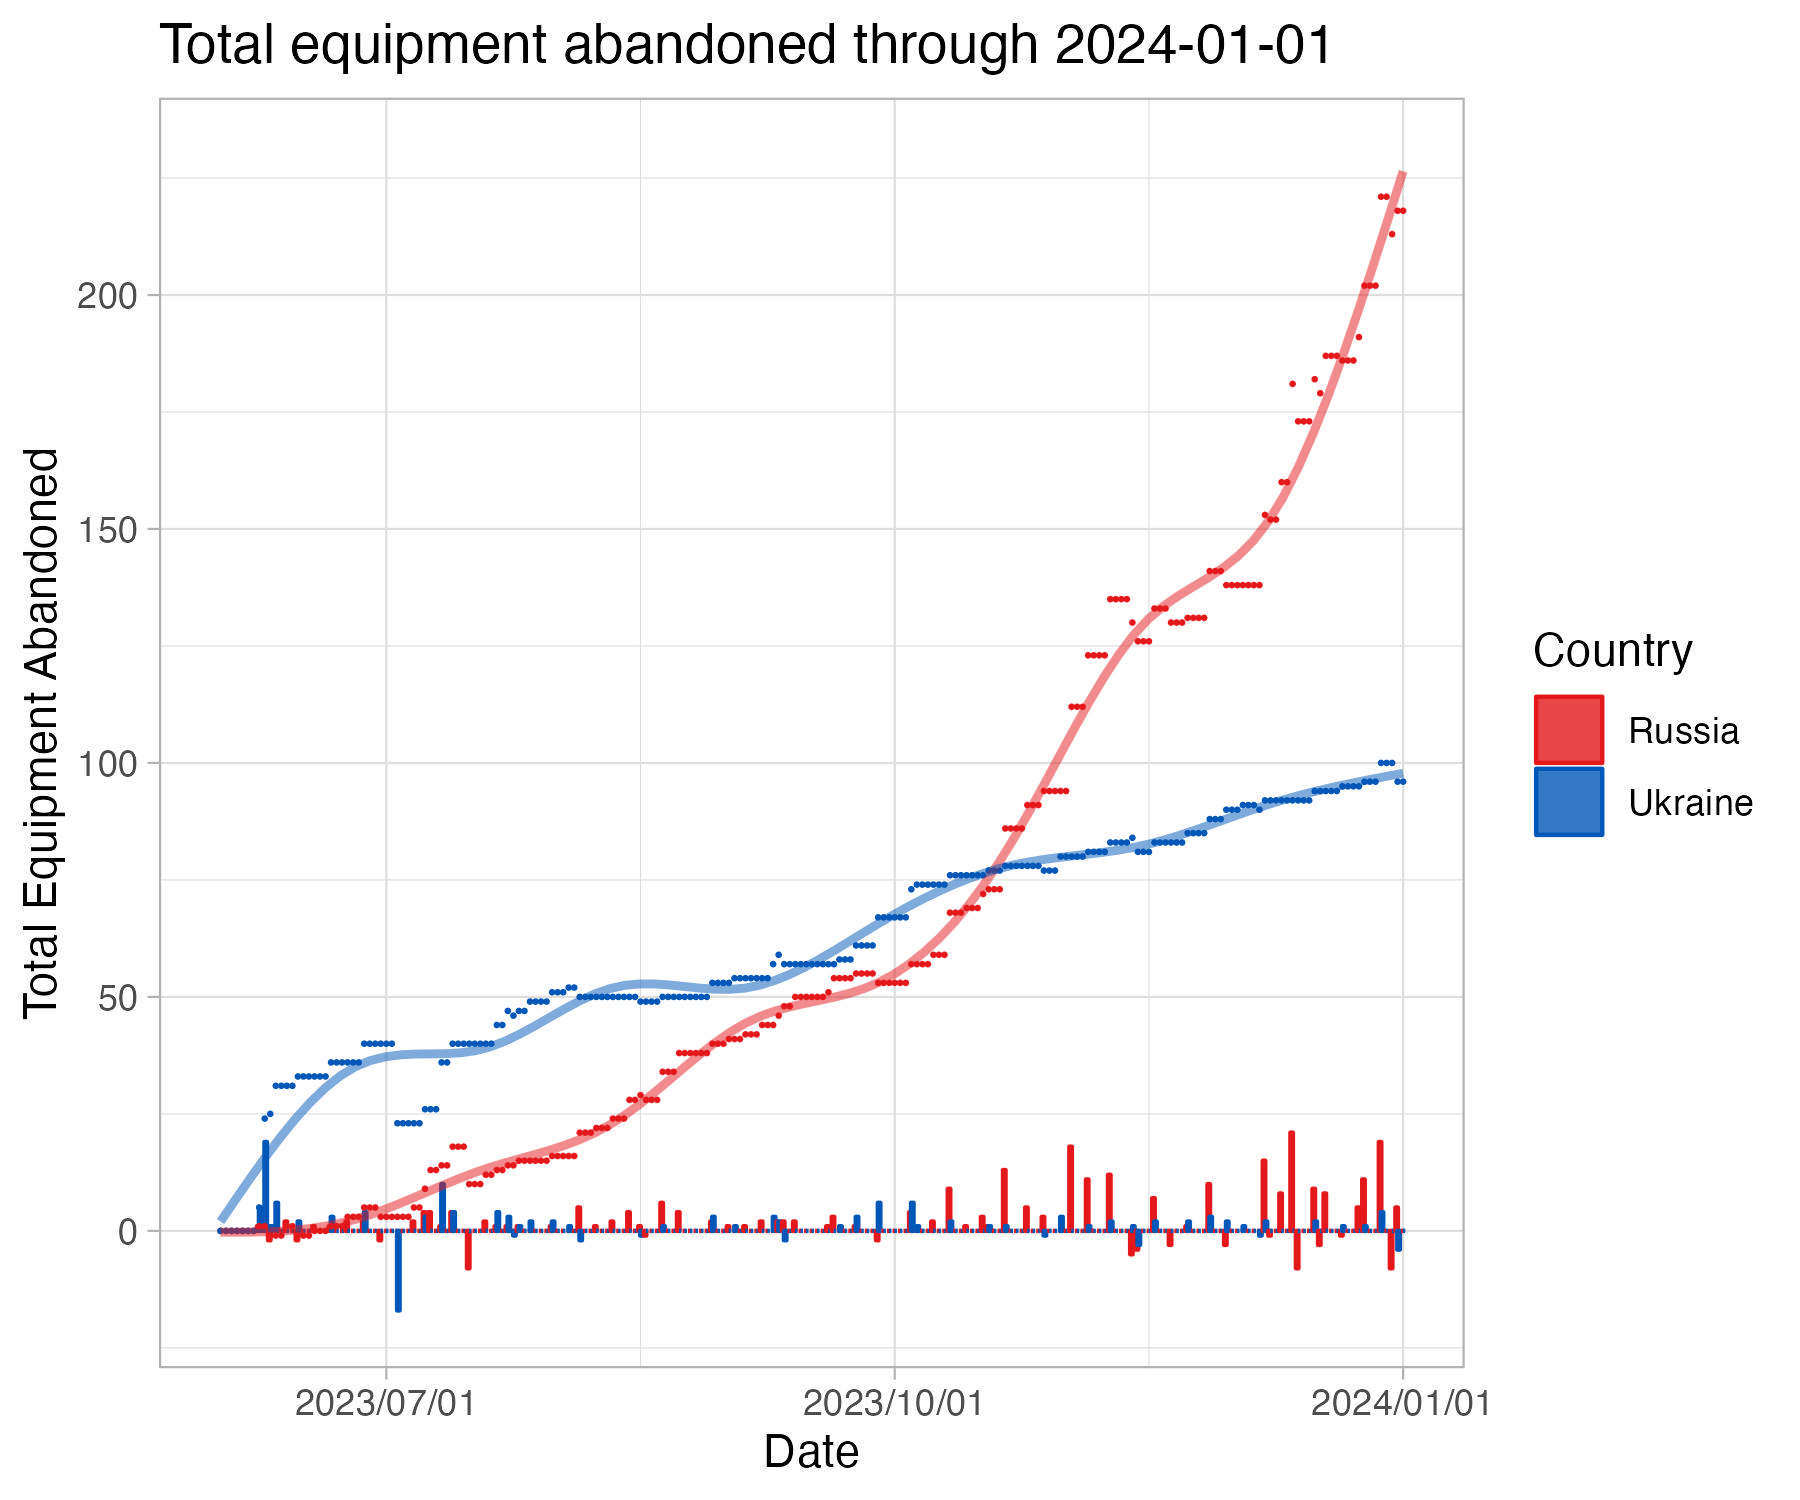 Total equipment abandoned through 2024-01-01
Total Equipment Abandoned
200
150
100
50
0
2023/07/01
2023/10/01
2024/01/01
Date
Country
Russia
Ukraine